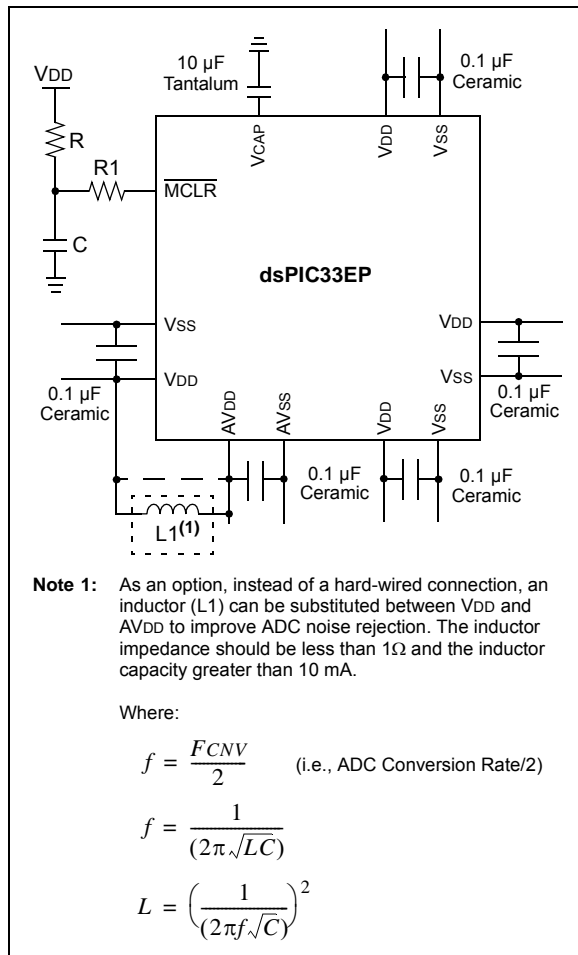 10 µF
Tantalum
0.1 µF
Ceramic
VDD
R
R1
C
VCAP
VDD
VSS
MCLR
dsPIC33EP
VSS
VDD
VDD
VSS
0.1 µF
Ceramic
0.1 µF
Ceramic
AVDD
AVSS
VDD
VSS
0.1 µF
Ceramic
0.1 µF
Ceramic
L1(1)
Note 1: As an option, instead of a hard-wired connection, an
inductor (L1) can be substituted between VDD and
AVDD to improve ADC noise rejection. The inductor
impedance should be less than 1Ω and the inductor
capacity greater than 10 mA.
Where:
f = FCNV / 2 (i.e., ADC Conversion Rate/2)
f = 1 / (2π√LC)
L = (1 / (2πf√C))²